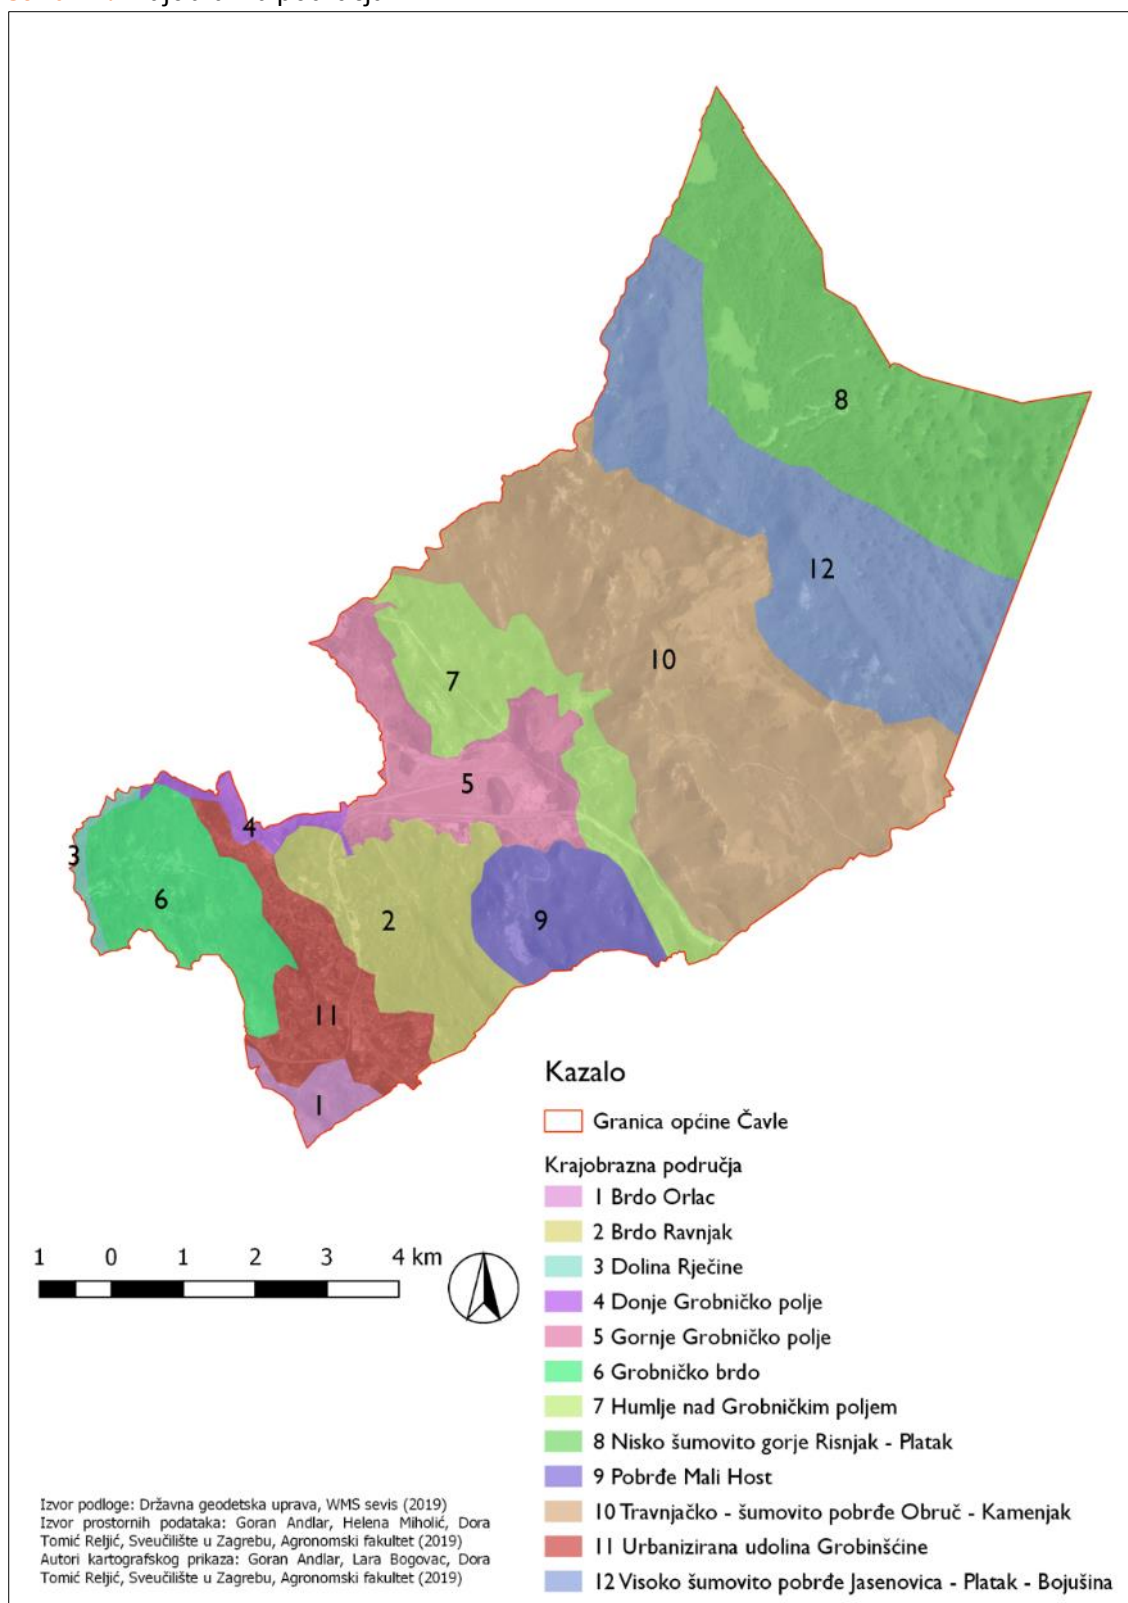 8
12
10
7
5
4
3
6
2
9
11
1
Kazalo
Granica općine Čavle
Krajobrazna područja
1 Brdo Orlac
2 Brdo Ravnjak
3 Dolina Rječine
4 Donje Grobničko polje
5 Gornje Grobničko polje
6 Grobničko brdo
7 Humlje nad Grobničkim poljem
8 Nisko šumovito gorje Risnjak - Platak
9 Pobrđe Mali Host
10 Travnjačko - šumovito pobrđe Obruč - Kamenjak
11 Urbanizirana udolina Grobinšćine
12 Visoko šumovito pobrđe Jasenovica - Platak - Bojušina
1 0 1 2 3 4 km
Izvor podloge: Državna geodetska uprava, WMS sevis (2019)
Izvor prostornih podataka: Goran Andlar, Helena Miholić, Dora
Tomić Reljić, Sveučilište u Zagrebu, Agronomski fakultet (2019)
Autori kartografskog prikaza: Goran Andlar, Lara Bogovac, Dora
Tomić Reljić, Sveučilište u Zagrebu, Agronomski fakultet (2019)